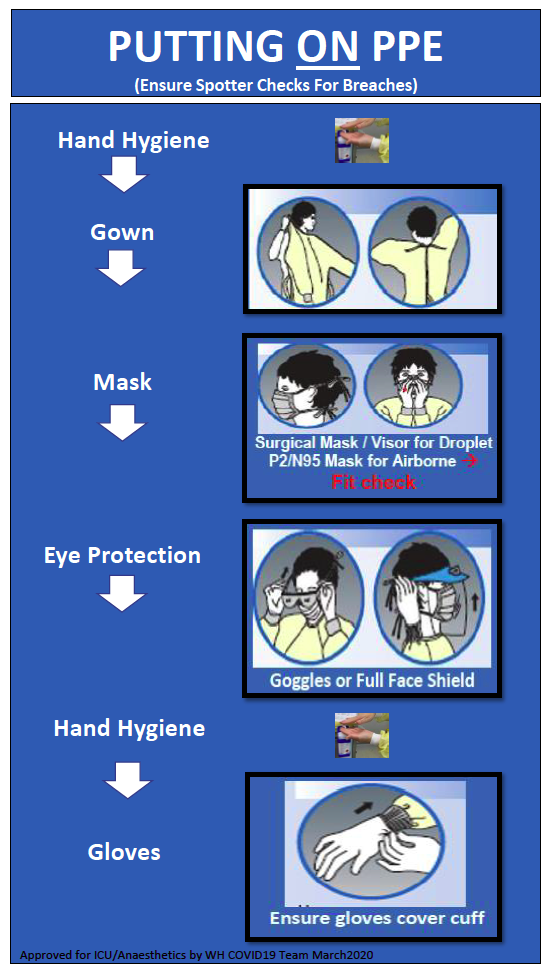 PUTTING ON PPE
(Ensure Spotter Checks For Breaches)
Hand Hygiene
Gown
Mask
Surgical Mask / Visor for Droplet
P2/N95 Mask for Airborne →
Fit check
Eye Protection
Goggles or Full Face Shield
Hand Hygiene
Gloves
Ensure gloves cover cuff
Approved for ICU/Anaesthetics by WH COVID19 Team March2020